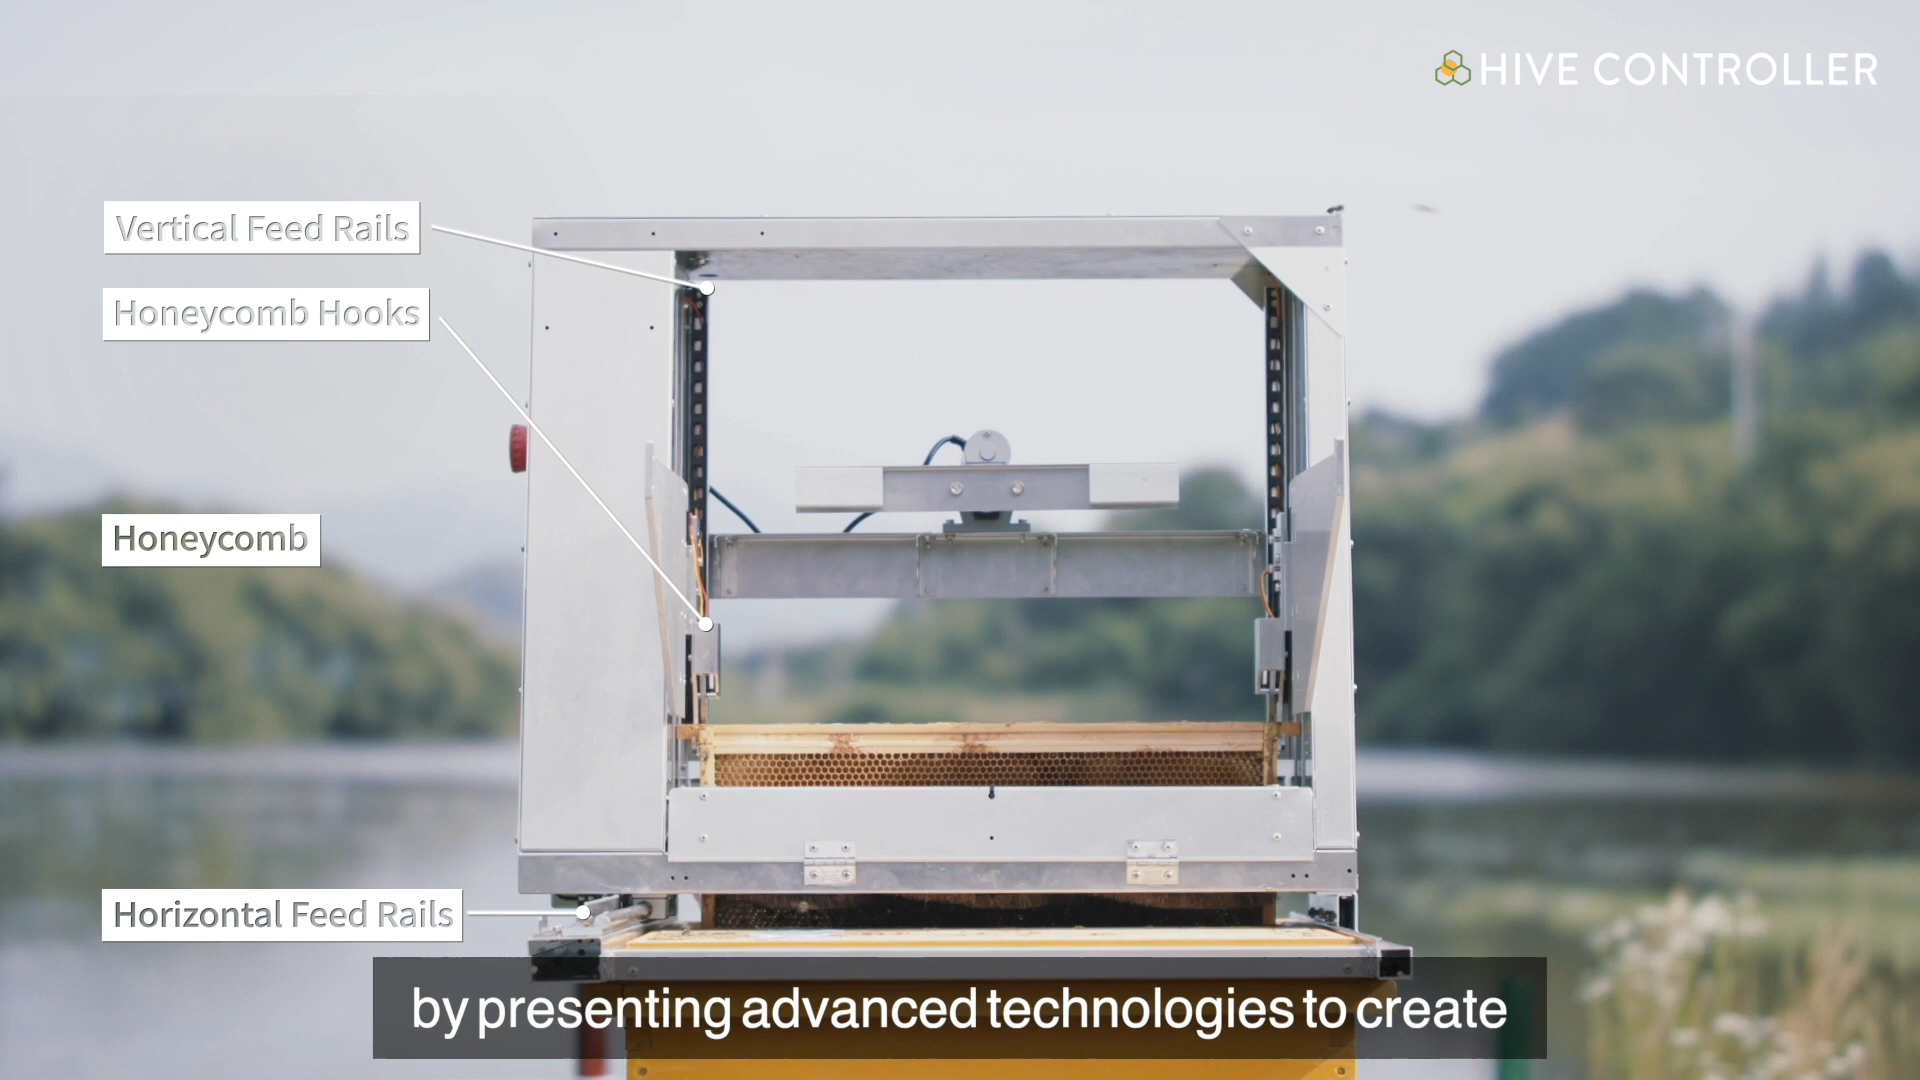 HIVE CONTROLLER
Vertical Feed Rails
Honeycomb Hooks
Honeycomb
Horizontal Feed Rails
by presenting advanced technologies to create